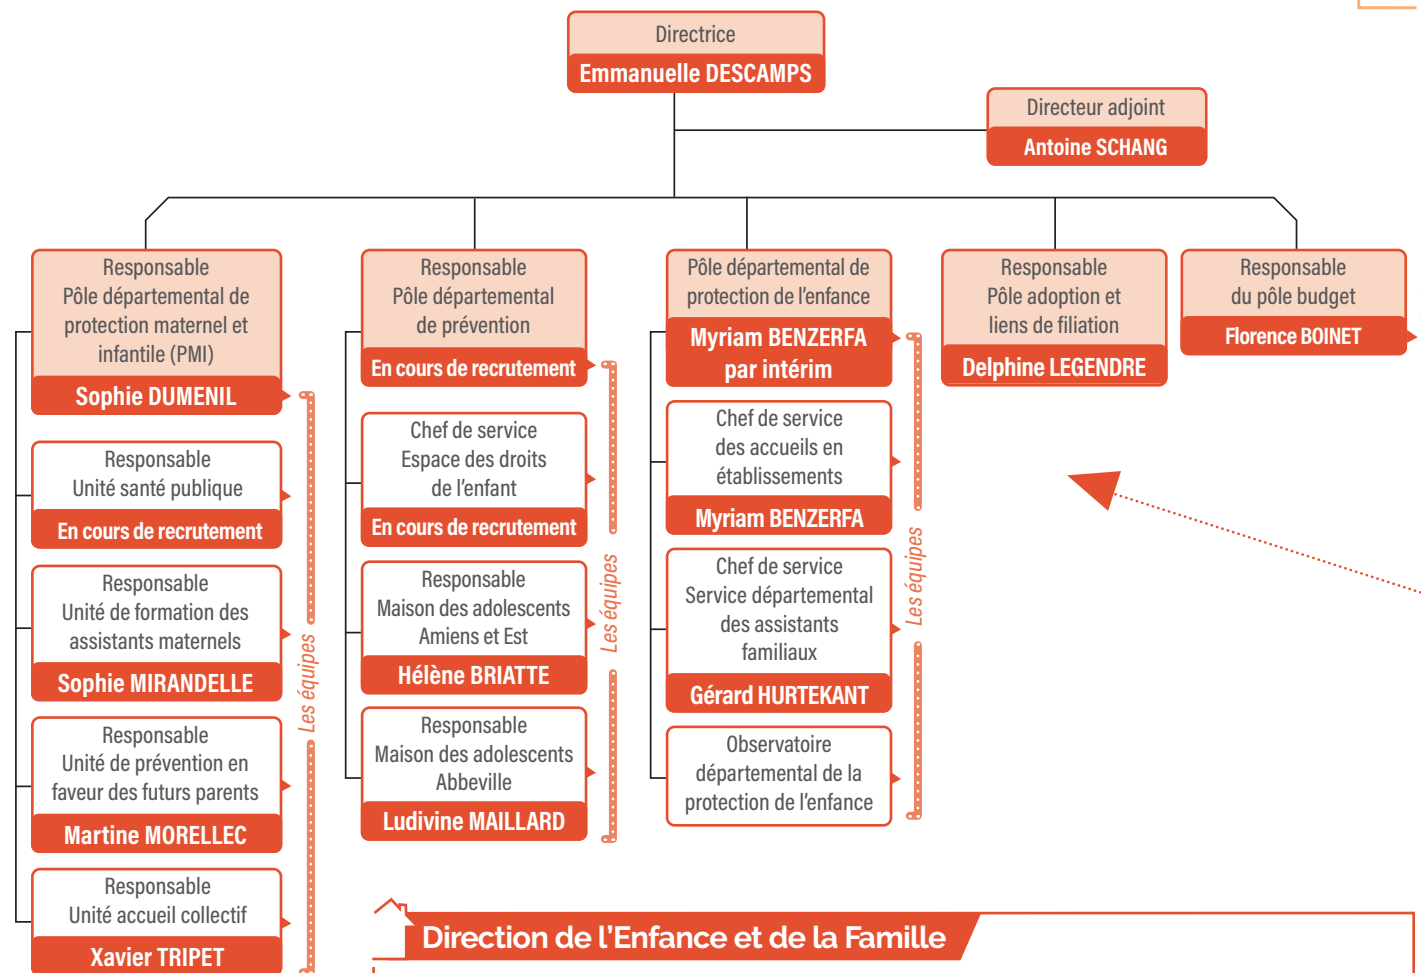 Directrice
Emmanuelle DESCAMPS
Directeur adjoint
Antoine SCHANG
Responsable
Pôle départemental de
protection maternel et
infantile (PMI)
Sophie DUMENIL
Responsable
Unité santé publique
En cours de recrutement
Responsable
Unité de formation des
assistants maternels
Sophie MIRANDELLE
Responsable
Unité de prévention en
faveur des futurs parents
Martine MORELLEC
Responsable
Unité accueil collectif
Xavier TRIPET
Les équipes
Responsable
Pôle départemental
de prévention
En cours de recrutement
Chef de service
Espace des droits
de l’enfant
En cours de recrutement
Responsable
Maison des adolescents
Amiens et Est
Hélène BRIATTE
Responsable
Maison des adolescents
Abbeville
Ludivine MAILLARD
Les équipes
Pôle départemental de
protection de l’enfance
Myriam BENZERFA
par intérim
Chef de service
des accueils en
établissements
Myriam BENZERFA
Chef de service
Service départemental
des assistants
familiaux
Gérard HURTEKANT
Observatoire
départemental de la
protection de l’enfance
Les équipes
Responsable
Pôle adoption et
liens de filiation
Delphine LEGENDRE
Responsable
du pôle budget
Florence BOINET
Direction de l’Enfance et de la Famille